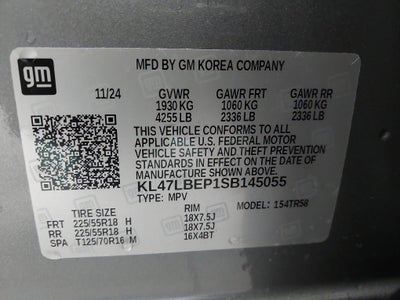 gm
MFD BY GM KOREA COMPANY
11/24 GVWR GAWR FRT GAWR RR
1930 KG 1060 KG 1060 KG
4255 LB 2336 LB 2336 LB
THIS VEHICLE CONFORMS TO ALL
APPLICABLE U.S. FEDERAL MOTOR
VEHICLE SAFETY AND THEFT PREVENTION
STANDARDS IN EFFECT ON THE DATE OF
MANUFACTURE SHOWN ABOVE.
KL47LBEP1SB145055
TYPE: MPV MODEL: 1S4TR58
TIRE SIZE RIM
FRT 225/55R18 H 18X7.5J
RR 225/55R18 H 18X7.5J
SPA T125/70R16 M 16X4BT